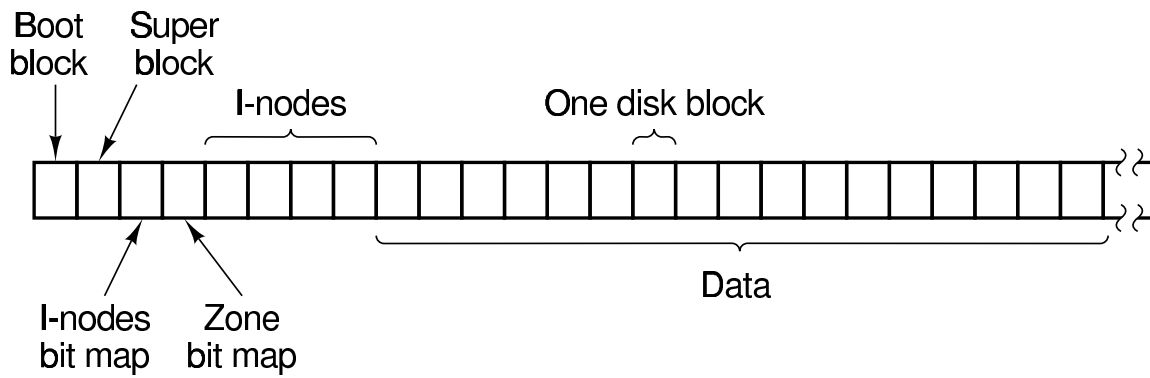 Boot
block
Super
block
I-nodes
One disk block
Data
I-nodes
bit map
Zone
bit map